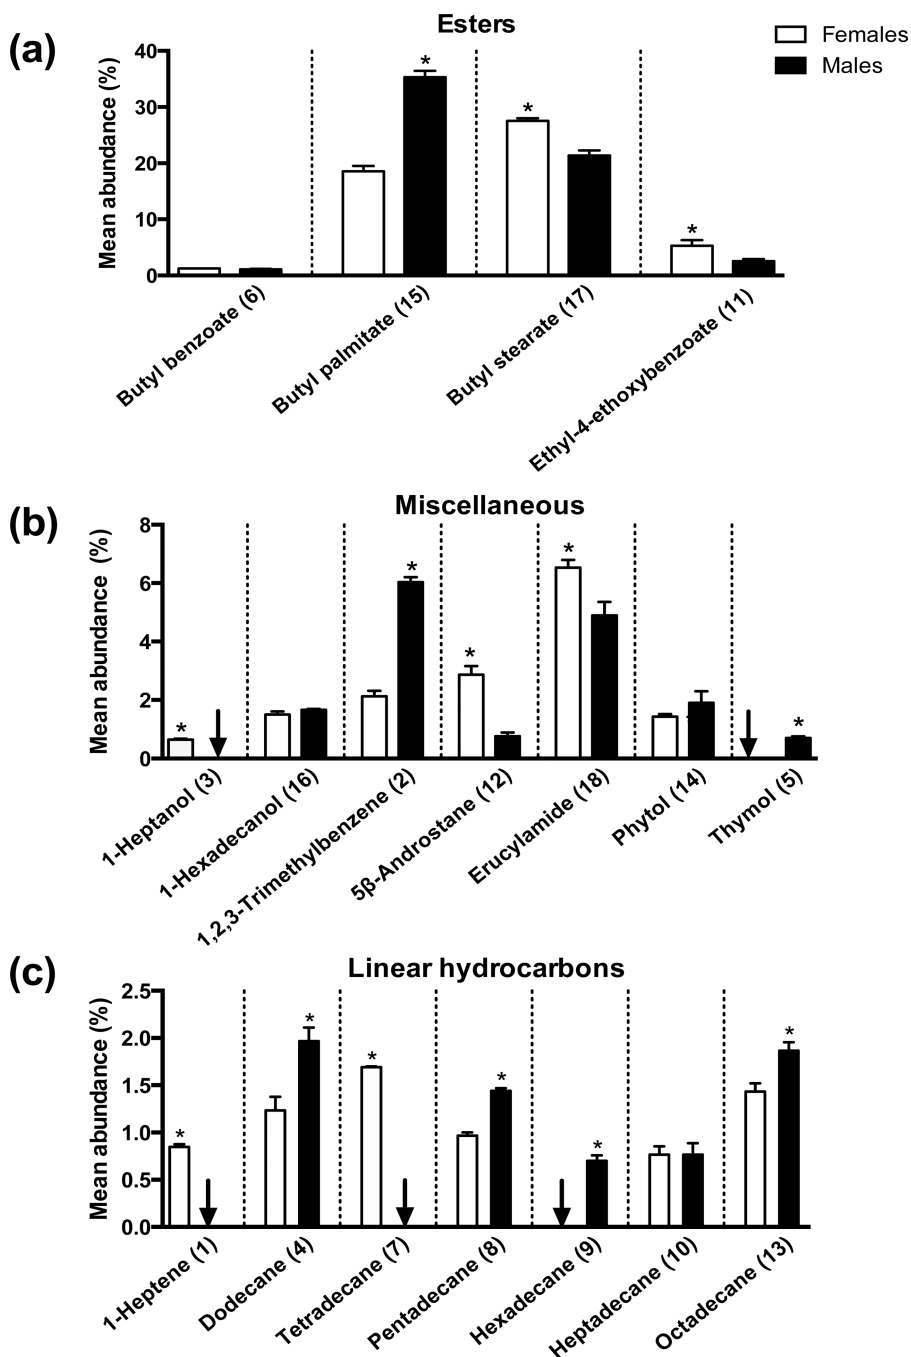 (a)
Esters
Females
Males
Mean abundance (%)
40
30
20
10
0
*
*
*
Butyl benzoate (6)
Butyl palmitate (15)
Butyl stearate (17)
Ethyl-4-ethoxybenzoate (11)
(b)
Miscellaneous
Mean abundance (%)
8
6
4
2
0
*
*
*
*
*
1-Heptanol (3)
1-Hexadecanol (16)
1,2,3-Trimethylbenzene (2)
5β-Androstane (12)
Erucylamide (18)
Phytol (14)
Thymol (5)
(c)
Linear hydrocarbons
Mean abundance (%)
2.5
2.0
1.5
1.0
0.5
0.0
*
*
*
*
*
*
1-Heptene (1)
Dodecane (4)
Tetradecane (7)
Pentadecane (8)
Hexadecane (9)
Heptadecane (10)
Octadecane (13)